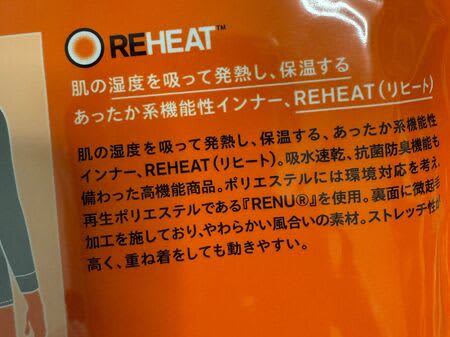 REHEAT™
肌の湿度を吸って発熱し、保温する
あったか系機能性インナー、REHEAT(リヒート)
肌の湿度を吸って発熱し、保温する、あったか系機能性
インナー、REHEAT(リヒート)。吸水速乾、抗菌防臭機能も
備わった高機能商品。ポリエステルには環境対応を考え、
再生ポリエステルである『RENU®』を使用。裏面に微起毛
加工を施しており、やわらかい風合いの素材。ストレッチ性が
高く、重ね着をしても動きやすい。